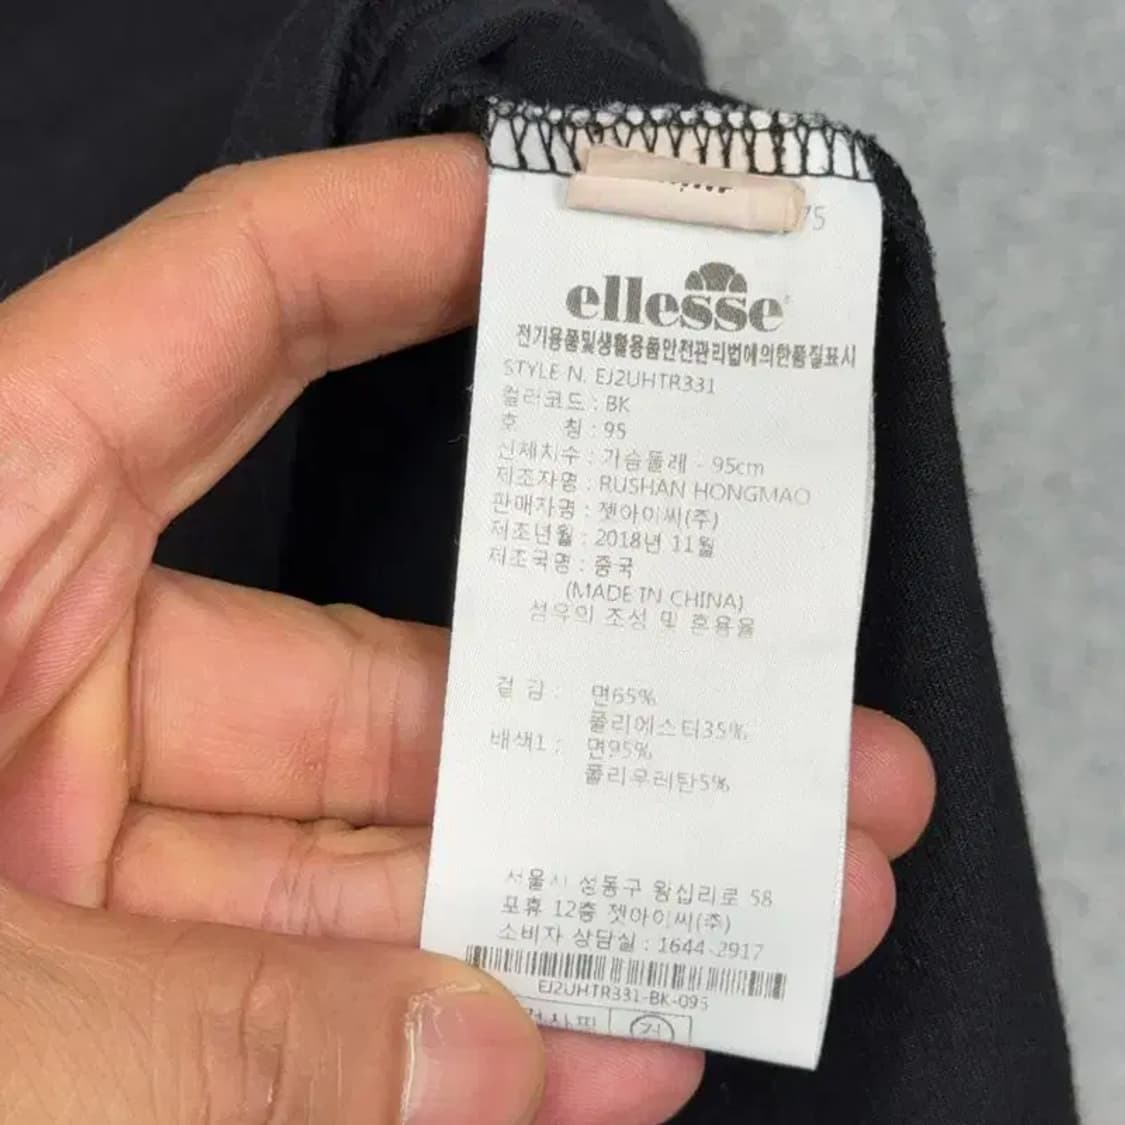 75
ellesse
전기용품및생활용품안전관리법에의한품질표시
STYLE N. EJ2UHTR331
컬러코드 : BK
호 칭 : 95
신체치수 : 가슴둘레 - 95cm
제조자명 : RUSHAN HONGMAO
판매자명 : 젯아이씨(주)
제조년월 : 2018년 11월
제조국명 : 중국
(MADE IN CHINA)
섬유의 조성 및 혼용율
겉 감 : 면65%
폴리에스터35%
배색1 : 면95%
폴리우레탄5%
서울시 성동구 왕십리로 58
포휴 12층 젯아이씨(주)
소비자 상담실 : 1644-2917
EJ2UHTR331-BK-095
검사필